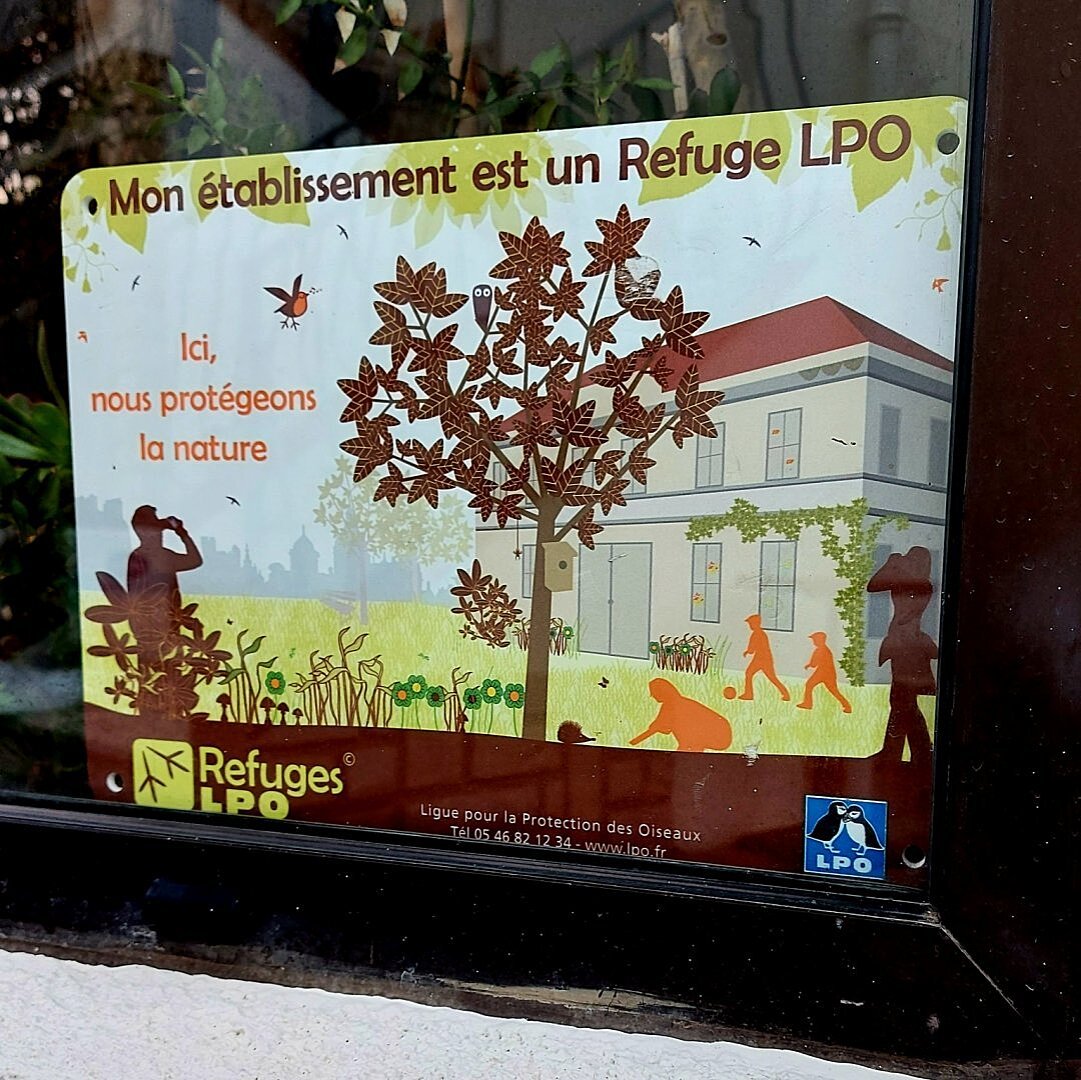 Mon établissement est un Refuge LPO
Ici,
nous protégeons
la nature
Refuges©
LPO
Ligue pour la Protection des Oiseaux
Tél 05 46 82 12 34 - www.lpo.fr
LPO